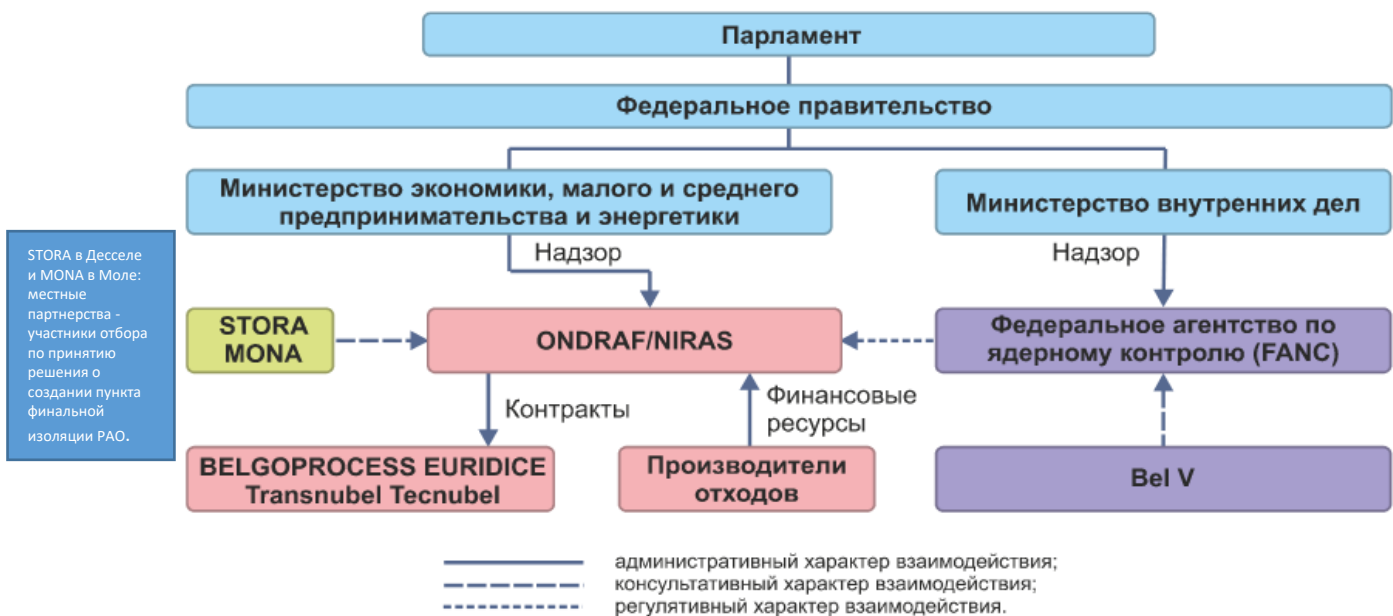 Парламент
Федеральное правительство
Министерство экономики, малого и среднего
предпринимательства и энергетики
Министерство внутренних дел
Надзор
Надзор
STORA в Десселе
и MONA в Моле:
местные
партнерства -
участники отбора
по принятию
решения о
создании пункта
финальной
изоляции РАО.
STORA
MONA
ONDRAF/NIRAS
Федеральное агентство по
ядерному контролю (FANC)
Контракты
Финансовые
ресурсы
BELGOPROCESS EURIDICE
Transnubel Tecnubel
Производители
отходов
Bel V
административный характер взаимодействия;
консультативный характер взаимодействия;
регулятивный характер взаимодействия.